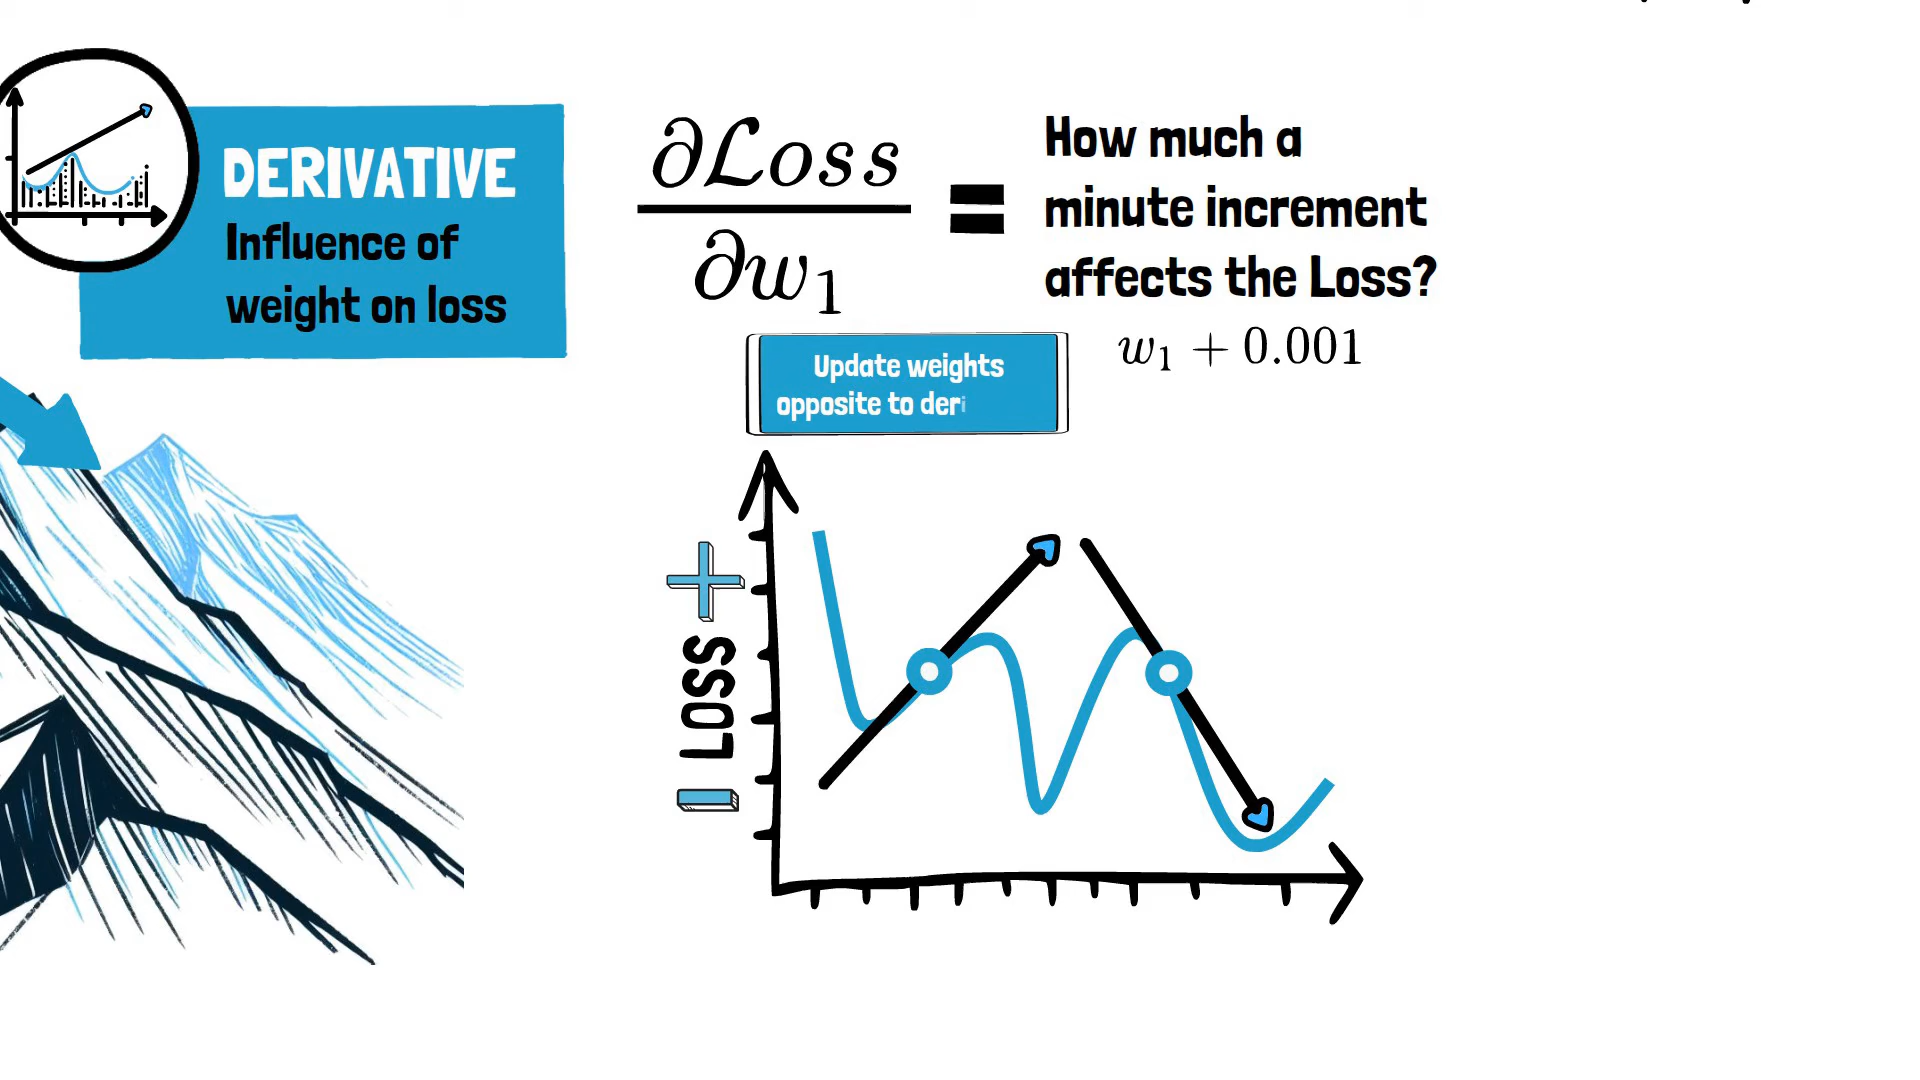 DERIVATIVE
Influence of
weight on loss
∂Loss
∂w₁
=
How much a
minute increment
affects the Loss?
w₁ + 0.001
Update weights
opposite to deri
+
LOSS
−